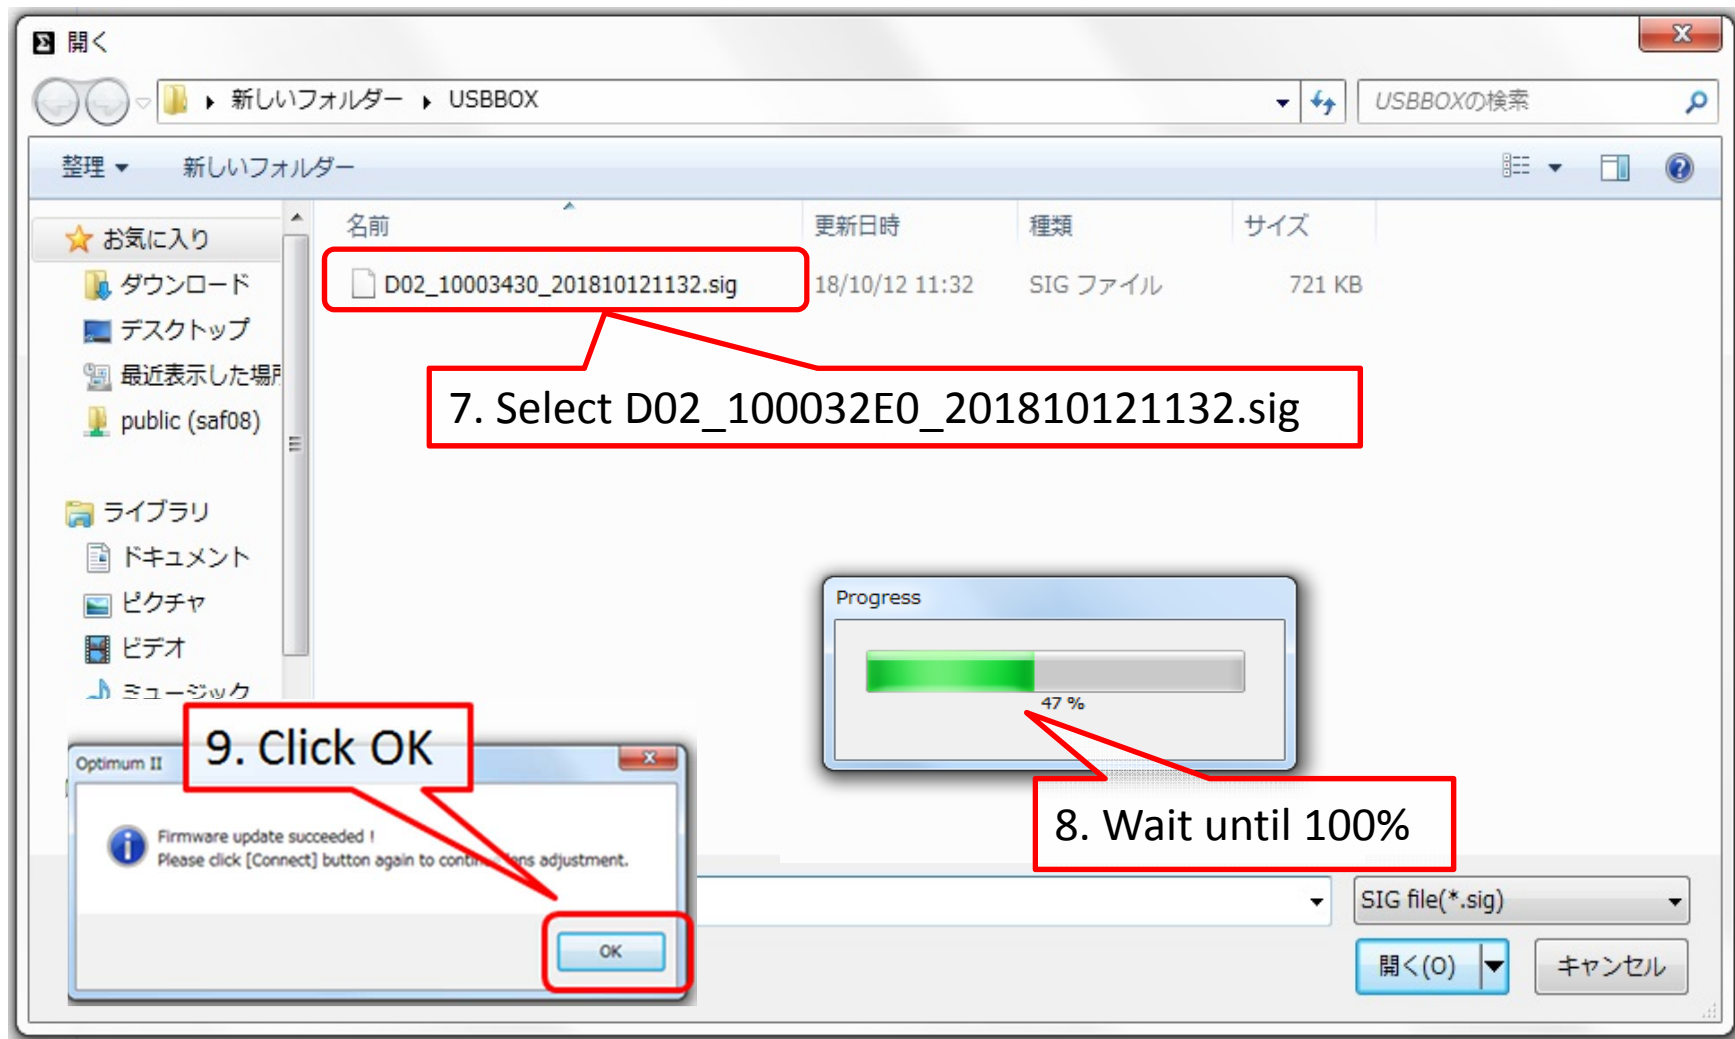 開く
新しいフォルダー ▸ USBBOX
USBBOXの検索
整理 新しいフォルダー
名前 更新日時 種類 サイズ
お気に入り
D02_10003430_201810121132.sig 18/10/12 11:32 SIG ファイル 721 KB
ダウンロード
デスクトップ
最近表示した場所
public (saf08)
7. Select D02_100032E0_201810121132.sig
ライブラリ
ドキュメント
ピクチャ
ビデオ
ミュージック
Progress
47 %
8. Wait until 100%
9. Click OK
Optimum II
Firmware update succeeded !
Please click [Connect] button again to continue lens adjustment.
OK
SIG file(*.sig)
開く(O) キャンセル